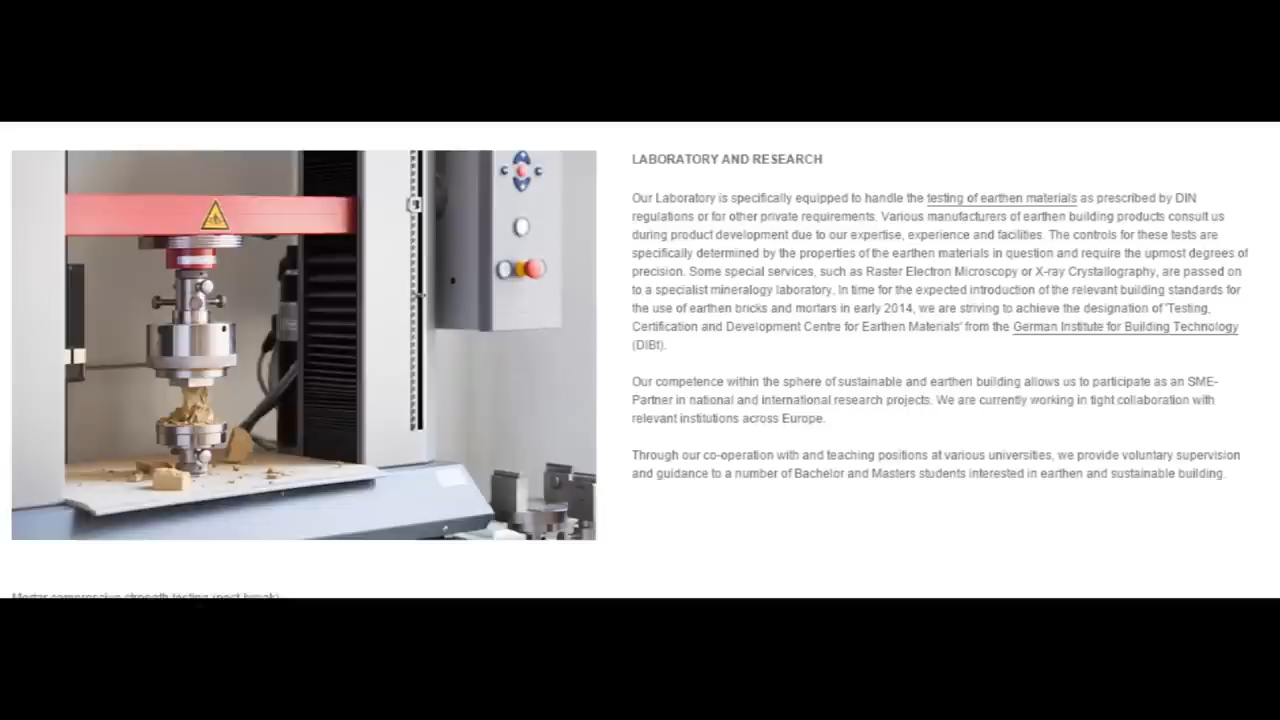 LABORATORY AND RESEARCH
Our Laboratory is specifically equipped to handle the testing of earthen materials as prescribed by DIN
regulations or for other private requirements. Various manufacturers of earthen building products consult us
during product development due to our expertise, experience and facilities. The controls for these tests are
specifically determined by the properties of the earthen materials in question and require the upmost degrees of
precision. Some special services, such as Raster Electron Microscopy or X-ray Crystallography, are passed on
to a specialist mineralogy laboratory. In time for the expected introduction of the relevant building standards for
the use of earthen bricks and mortars in early 2014, we are striving to achieve the designation of 'Testing,
Certification and Development Centre for Earthen Materials' from the German Institute for Building Technology
(DIBt).
Our competence within the sphere of sustainable and earthen building allows us to participate as an SME-
Partner in national and international research projects. We are currently working in tight collaboration with
relevant institutions across Europe.
Through our co-operation with and teaching positions at various universities, we provide voluntary supervision
and guidance to a number of Bachelor and Masters students interested in earthen and sustainable building.
Mortar compressive strength testing (post break)